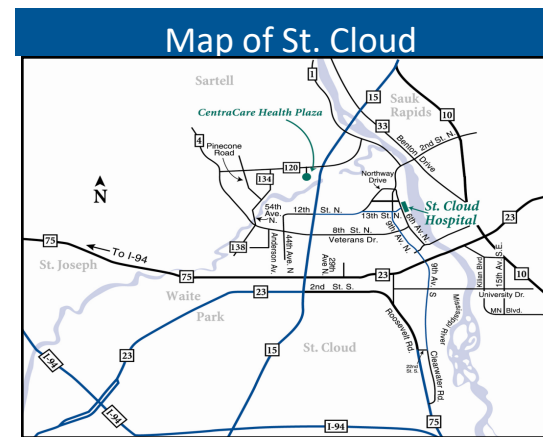 Map of St. Cloud
Sartell
1
15
Sauk
Rapids
10
CentraCare Health Plaza
33
Benton Drive
2nd St. N.
4
Pinecone
Road
120
134
Northway
Drive
N
54th
Ave.
N.
12th St. N.
13th St. N.
6th Av. N.
St. Cloud
Hospital
23
8th St. N.
Veterans Dr.
9th Av. N.
138
Anderson Av.
44th Ave. N
29th
Ave N
75
To I-94
St. Joseph
75
23
Kilian Blvd.
15th Av. S.E.
10
Waite
Park
23
2nd St. S.
9th Av. S
University Dr.
MN Blvd.
Mississippi
River
Roosevelt Rd.
23
15
St. Cloud
22nd
St. S.
Clearwater Rd.
I-94
I-94
I-94
75